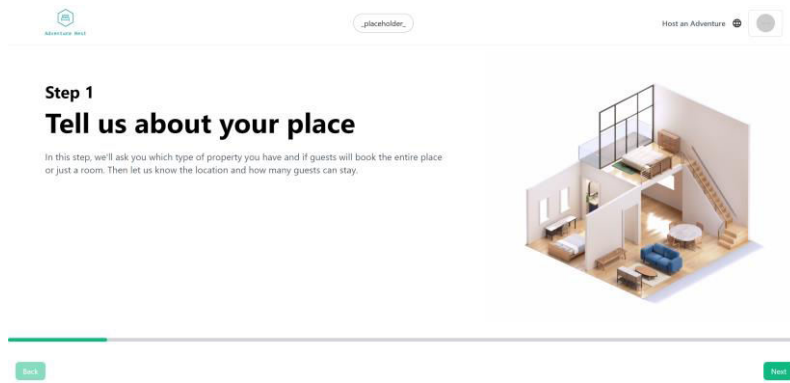 Adventure Nest
_placeholder_
Host an Adventure
Step 1
Tell us about your place
In this step, we'll ask you which type of property you have and if guests will book the entire place
or just a room. Then let us know the location and how many guests can stay.
Back
Next